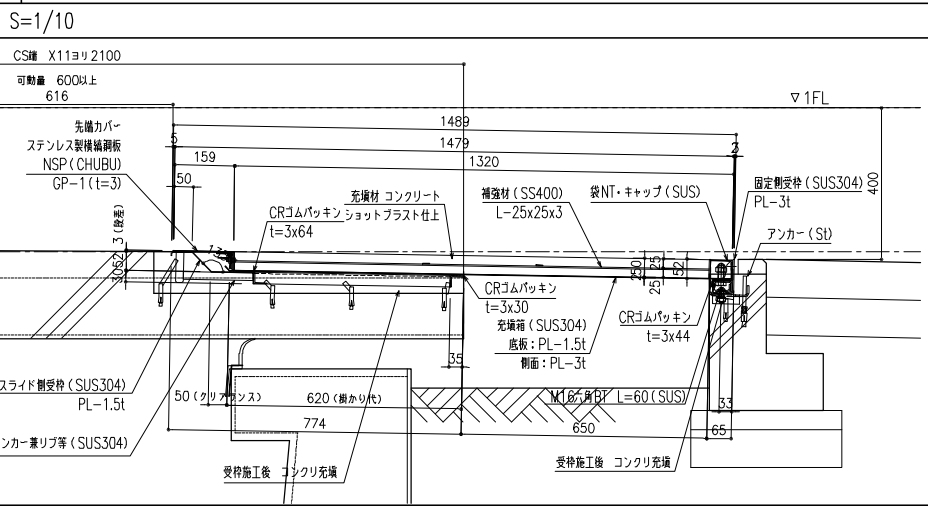 S=1/10
CS端 X11ヨリ2100
可動量 600以上
616
▽1FL
1489
5
1479
3
159
1320
50
400
先端カバー
ステンレス製横縞鋼板
NSP(CHUBU)
GP-1(t=3)
3(段差)
CRゴムパッキン
t=3x64
充填材 コンクリート
ショットブラスト仕上
補強材(SS400)
L-25x25x3
袋NT・キャップ(SUS)
固定側受枠(SUS304)
PL-3t
アンカー(St)
13
3052
250
25
25
52
CRゴムパッキン
t=3x30
充填箱(SUS304)
底板:PL-1.5t
側面:PL-3t
CRゴムパッキン
t=3x44
スライド側受枠(SUS304)
PL-1.5t
50(クリアランス)
620(掛かり代)
35
M16六角BT L=60(SUS)
33
774
650
65
ンカー兼リブ等(SUS304)
受枠施工後 コンクリ充填
受枠施工後 コンクリ充填